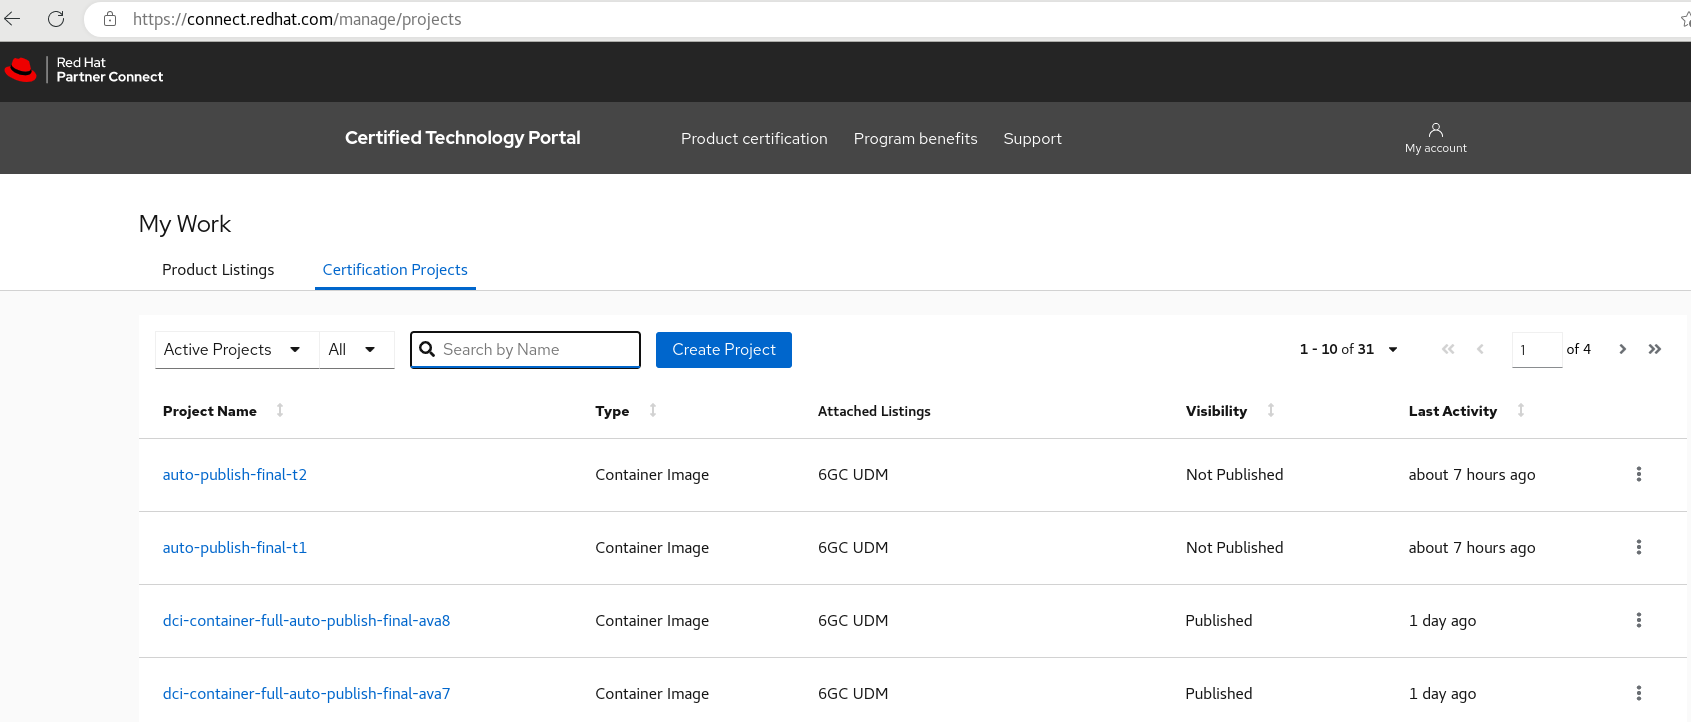 https://connect.redhat.com/manage/projects
Red Hat
Partner Connect
Certified Technology Portal Product certification Program benefits Support My account
My Work
Product Listings Certification Projects
Active Projects All Search by Name Create Project 1 - 10 of 31 1 of 4
Project Name Type Attached Listings Visibility Last Activity
auto-publish-final-t2 Container Image 6GC UDM Not Published about 7 hours ago
auto-publish-final-t1 Container Image 6GC UDM Not Published about 7 hours ago
dci-container-full-auto-publish-final-ava8 Container Image 6GC UDM Published 1 day ago
dci-container-full-auto-publish-final-ava7 Container Image 6GC UDM Published 1 day ago